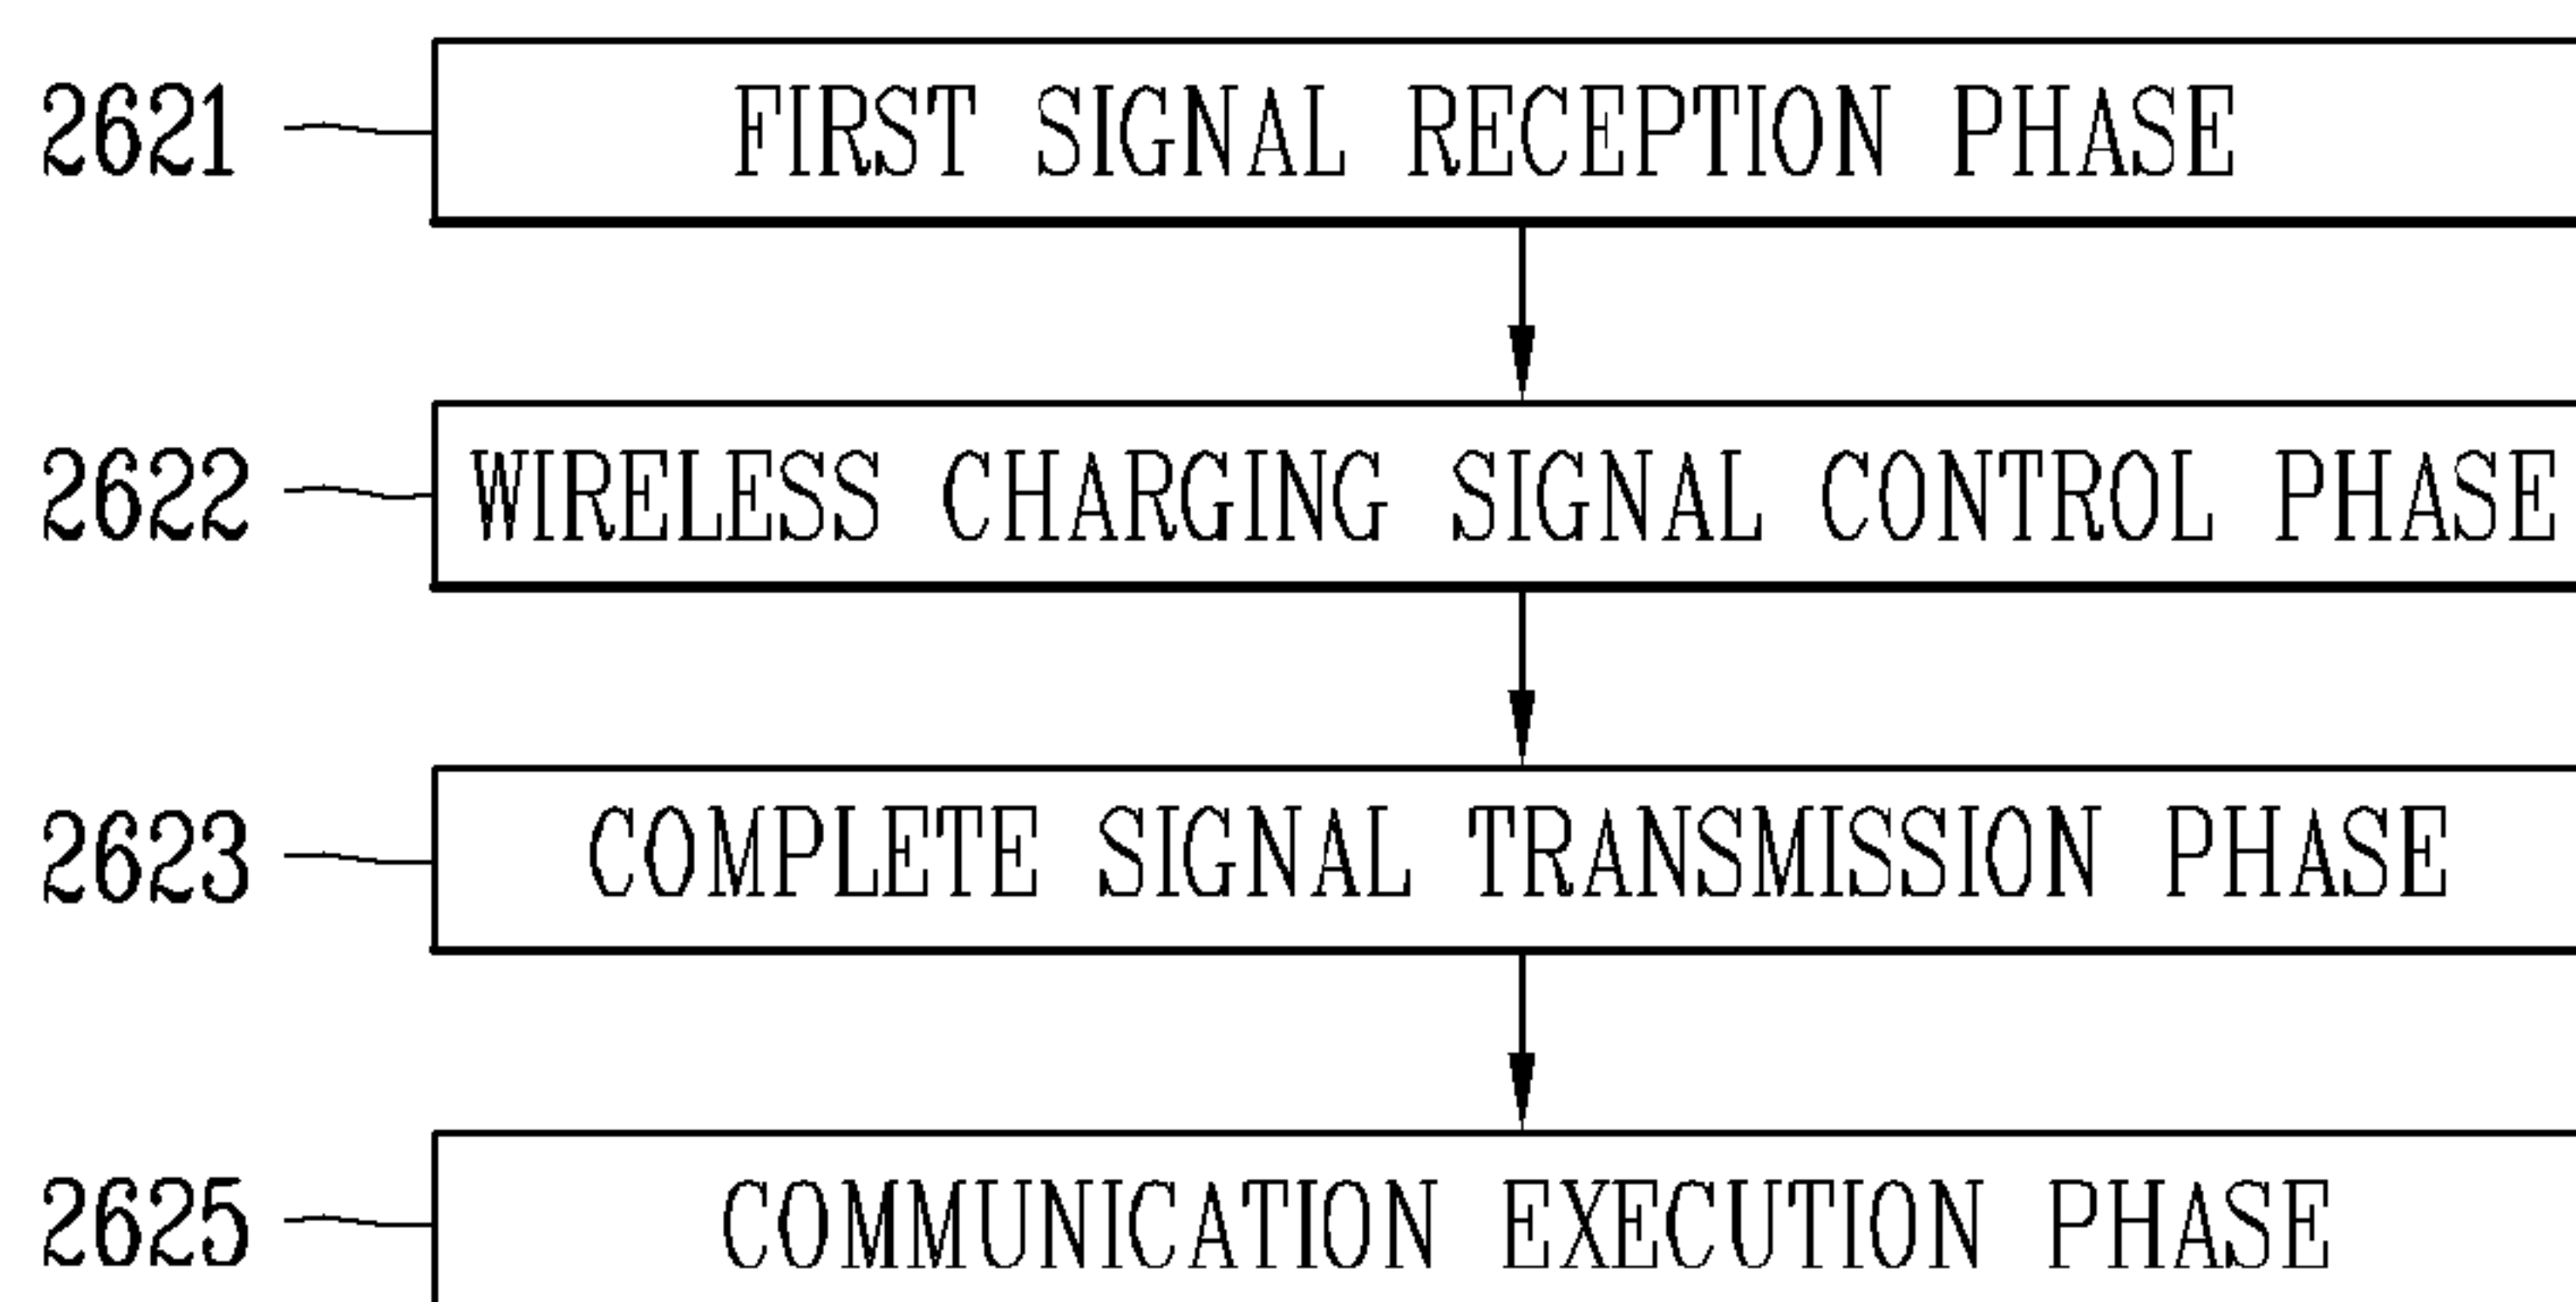 2621 FIRST SIGNAL RECEPTION PHASE
2622 WIRELESS CHARGING SIGNAL CONTROL PHASE
2623 COMPLETE SIGNAL TRANSMISSION PHASE
2625 COMMUNICATION EXECUTION PHASE